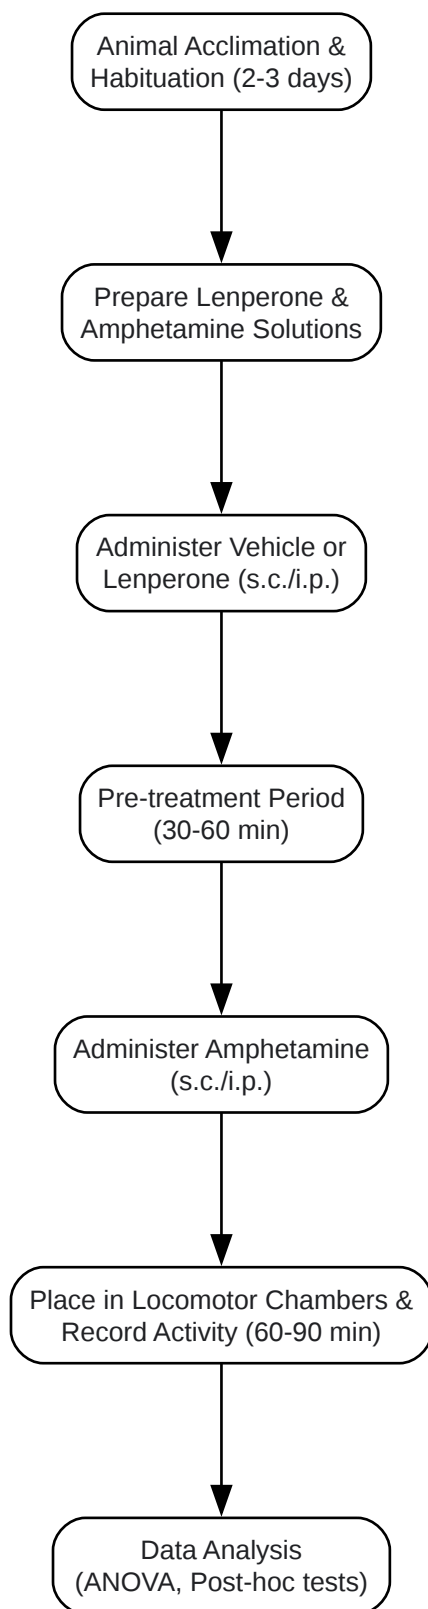 Animal Acclimation &
Habituation (2-3 days)
Prepare Lenperone &
Amphetamine Solutions
Administer Vehicle or
Lenperone (s.c./i.p.)
Pre-treatment Period
(30-60 min)
Administer Amphetamine
(s.c./i.p.)
Place in Locomotor Chambers &
Record Activity (60-90 min)
Data Analysis
(ANOVA, Post-hoc tests)